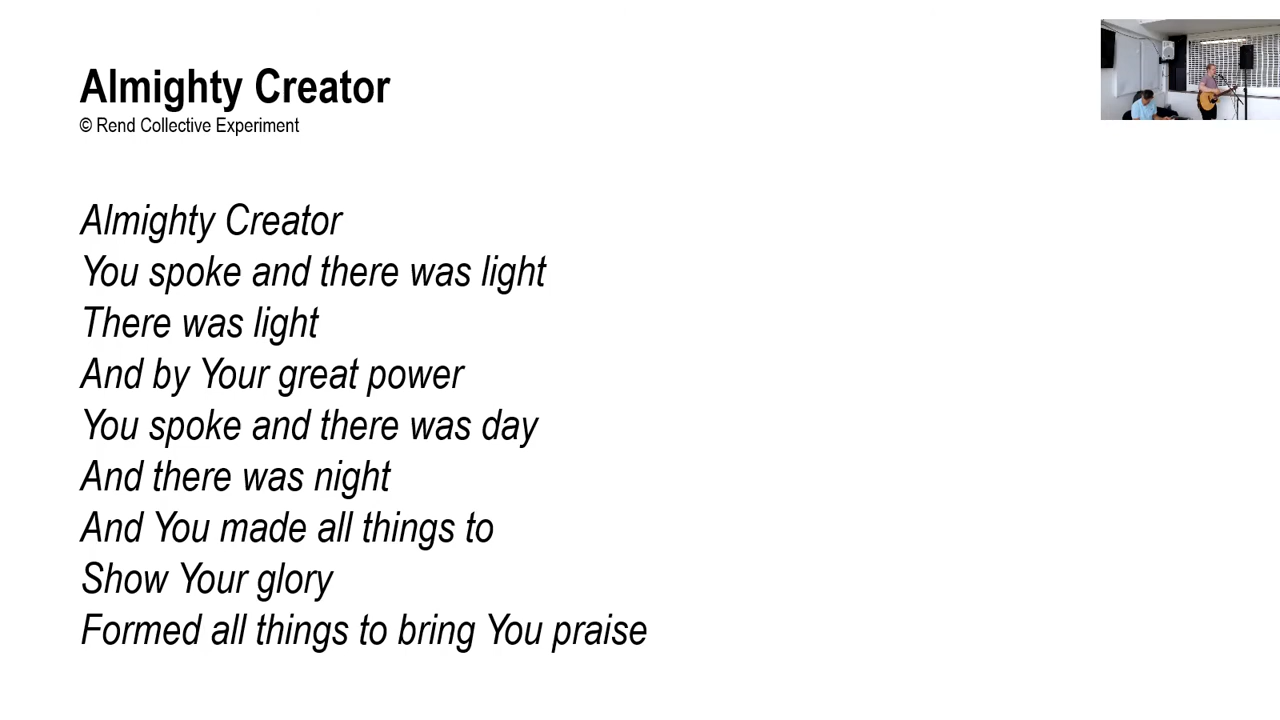 Almighty Creator
© Rend Collective Experiment
Almighty Creator
You spoke and there was light
There was light
And by Your great power
You spoke and there was day
And there was night
And You made all things to
Show Your glory
Formed all things to bring You praise